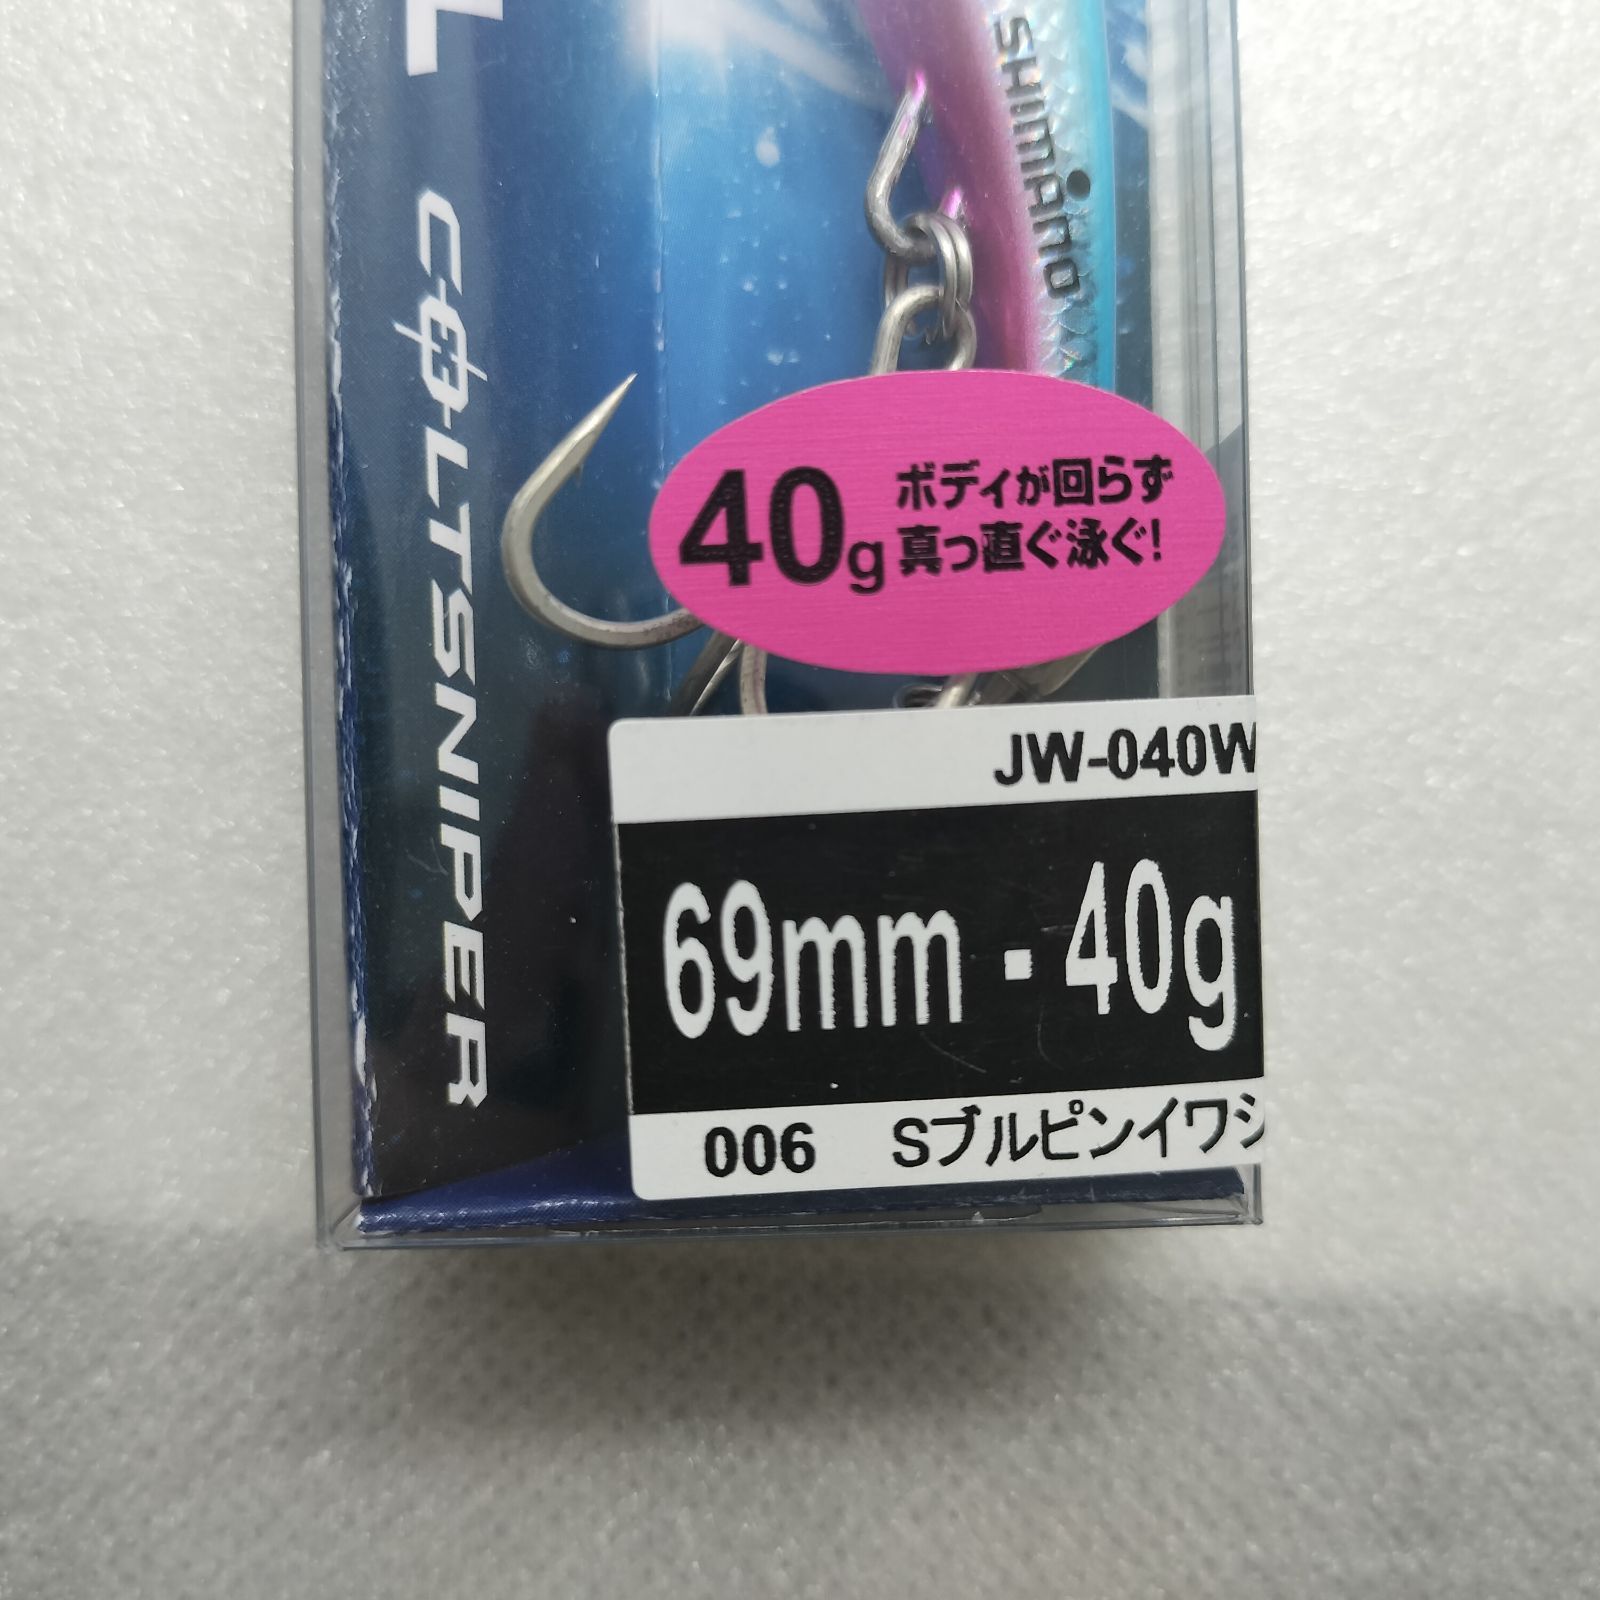 COLTSNIPER
SHIMANO
40g
ボディが回らず
真っ直ぐ泳ぐ!
JW-040W
69mm - 40g
006 Sブルピンイワシ